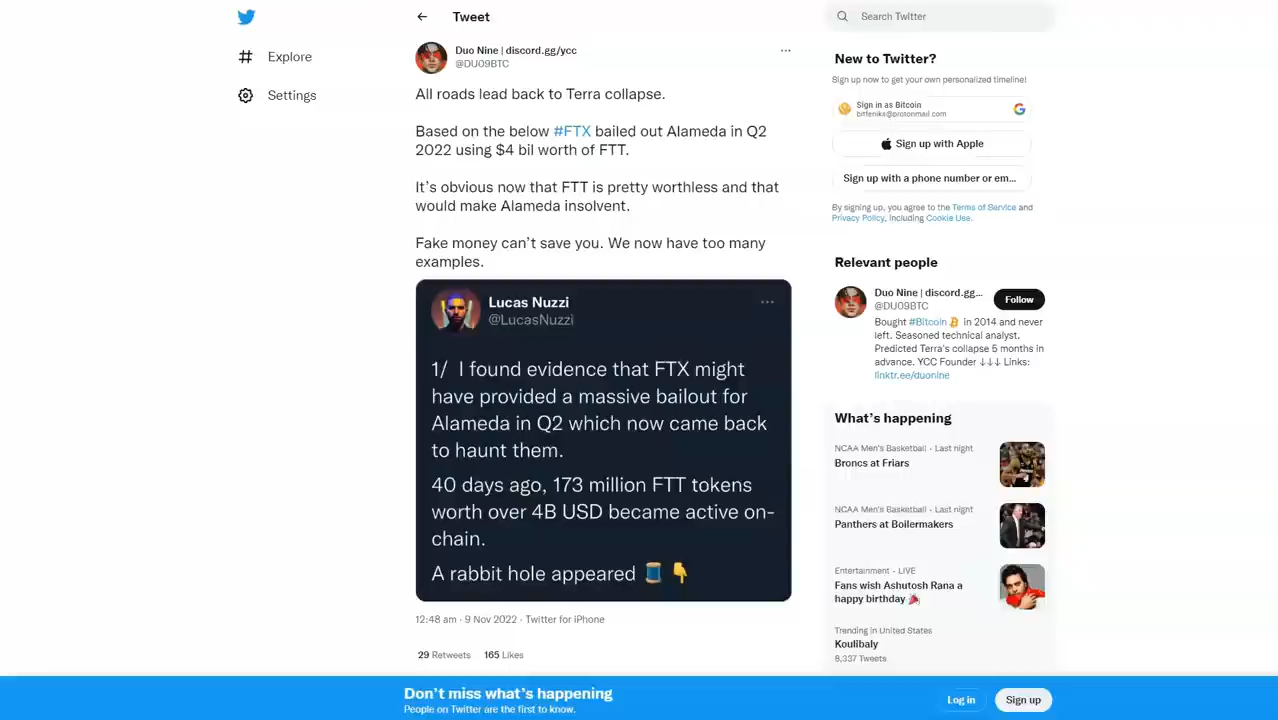 Tweet
Search Twitter
Explore
Settings
Duo Nine | discord.gg/ycc
@DU09BTC
All roads lead back to Terra collapse.
Based on the below #FTX bailed out Alameda in Q2
2022 using $4 bil worth of FTT.
It's obvious now that FTT is pretty worthless and that
would make Alameda insolvent.
Fake money can't save you. We now have too many
examples.
Lucas Nuzzi
@LucasNuzzi
1/ I found evidence that FTX might
have provided a massive bailout for
Alameda in Q2 which now came back
to haunt them.
40 days ago, 173 million FTT tokens
worth over 4B USD became active on-
chain.
A rabbit hole appeared 🧵 👇
12:48 am · 9 Nov 2022 · Twitter for iPhone
29 Retweets 165 Likes
New to Twitter?
Sign up now to get your own personalized timeline!
Sign in as Bitcoin
Sign up with Apple
Sign up with a phone number or em...
By signing up, you agree to the Terms of Service and
Privacy Policy, including Cookie Use.
Relevant people
Duo Nine | discord.gg...
@DU09BTC
Follow
Bought #Bitcoin in 2014 and never
left. Seasoned technical analyst.
Predicted Terra's collapse 5 months in
advance. YCC Founder ↓↓↓ Links:
linktr.ee/duonine
What's happening
NCAA Men's Basketball · Last night
Broncs at Friars
NCAA Men's Basketball · Last night
Panthers at Boilermakers
Entertainment · LIVE
Fans wish Ashutosh Rana a
happy birthday 🎉
Trending in United States
Koulibaly
8,337 Tweets
Don't miss what's happening
People on Twitter are the first to know.
Log in
Sign up